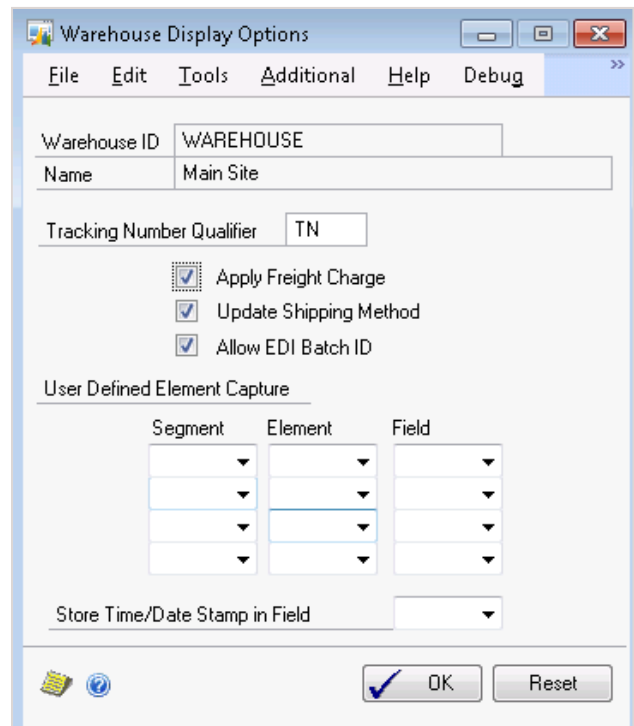 Warehouse Display Options
File Edit Tools Additional Help Debug »
Warehouse ID WAREHOUSE
Name Main Site
Tracking Number Qualifier TN
Apply Freight Charge
Update Shipping Method
Allow EDI Batch ID
User Defined Element Capture
Segment Element Field
Store Time/Date Stamp in Field
OK Reset